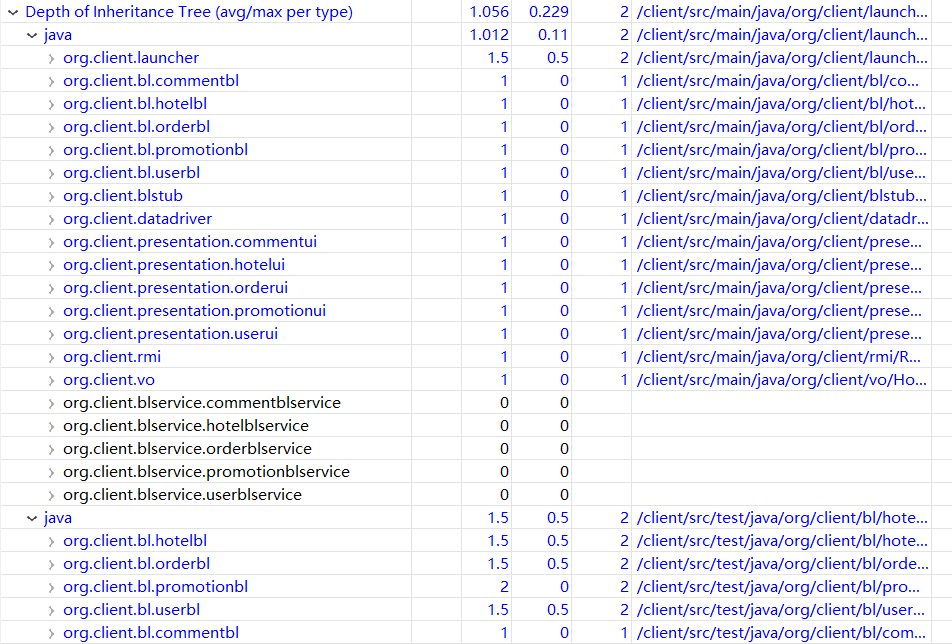 Depth of Inheritance Tree (avg/max per type) 1.056 0.229 2 /client/src/main/java/org/client/launch...
java 1.012 0.11 2 /client/src/main/java/org/client/launch...
org.client.launcher 1.5 0.5 2 /client/src/main/java/org/client/launch...
org.client.bl.commentbl 1 0 1 /client/src/main/java/org/client/bl/co...
org.client.bl.hotelbl 1 0 1 /client/src/main/java/org/client/bl/hot...
org.client.bl.orderbl 1 0 1 /client/src/main/java/org/client/bl/ord...
org.client.bl.promotionbl 1 0 1 /client/src/main/java/org/client/bl/pro...
org.client.bl.userbl 1 0 1 /client/src/main/java/org/client/bl/use...
org.client.blstub 1 0 1 /client/src/main/java/org/client/blstub...
org.client.datadriver 1 0 1 /client/src/main/java/org/client/datadr...
org.client.presentation.commentui 1 0 1 /client/src/main/java/org/client/prese...
org.client.presentation.hotelui 1 0 1 /client/src/main/java/org/client/prese...
org.client.presentation.orderui 1 0 1 /client/src/main/java/org/client/prese...
org.client.presentation.promotionui 1 0 1 /client/src/main/java/org/client/prese...
org.client.presentation.userui 1 0 1 /client/src/main/java/org/client/prese...
org.client.rmi 1 0 1 /client/src/main/java/org/client/rmi/R...
org.client.vo 1 0 1 /client/src/main/java/org/client/vo/Ho...
org.client.blservice.commentblservice 0 0
org.client.blservice.hotelblservice 0 0
org.client.blservice.orderblservice 0 0
org.client.blservice.promotionblservice 0 0
org.client.blservice.userblservice 0 0
java 1.5 0.5 2 /client/src/test/java/org/client/bl/hote...
org.client.bl.hotelbl 1.5 0.5 2 /client/src/test/java/org/client/bl/hote...
org.client.bl.orderbl 1.5 0.5 2 /client/src/test/java/org/client/bl/orde...
org.client.bl.promotionbl 2 0 2 /client/src/test/java/org/client/bl/pro...
org.client.bl.userbl 1.5 0.5 2 /client/src/test/java/org/client/bl/user...
org.client.bl.commentbl 1 0 1 /client/src/test/java/org/client/bl/com...